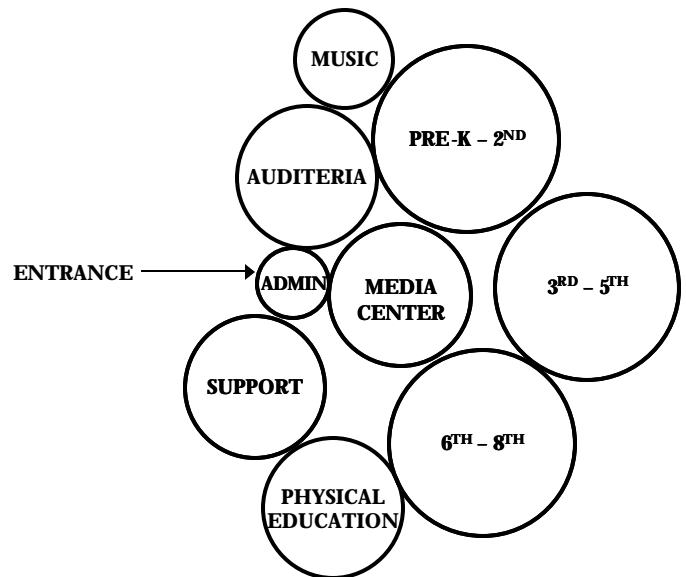 MUSIC
PRE-K – 2ND
AUDITERIA
ENTRANCE
ADMIN
MEDIA
CENTER
3RD – 5TH
SUPPORT
6TH – 8TH
PHYSICAL
EDUCATION